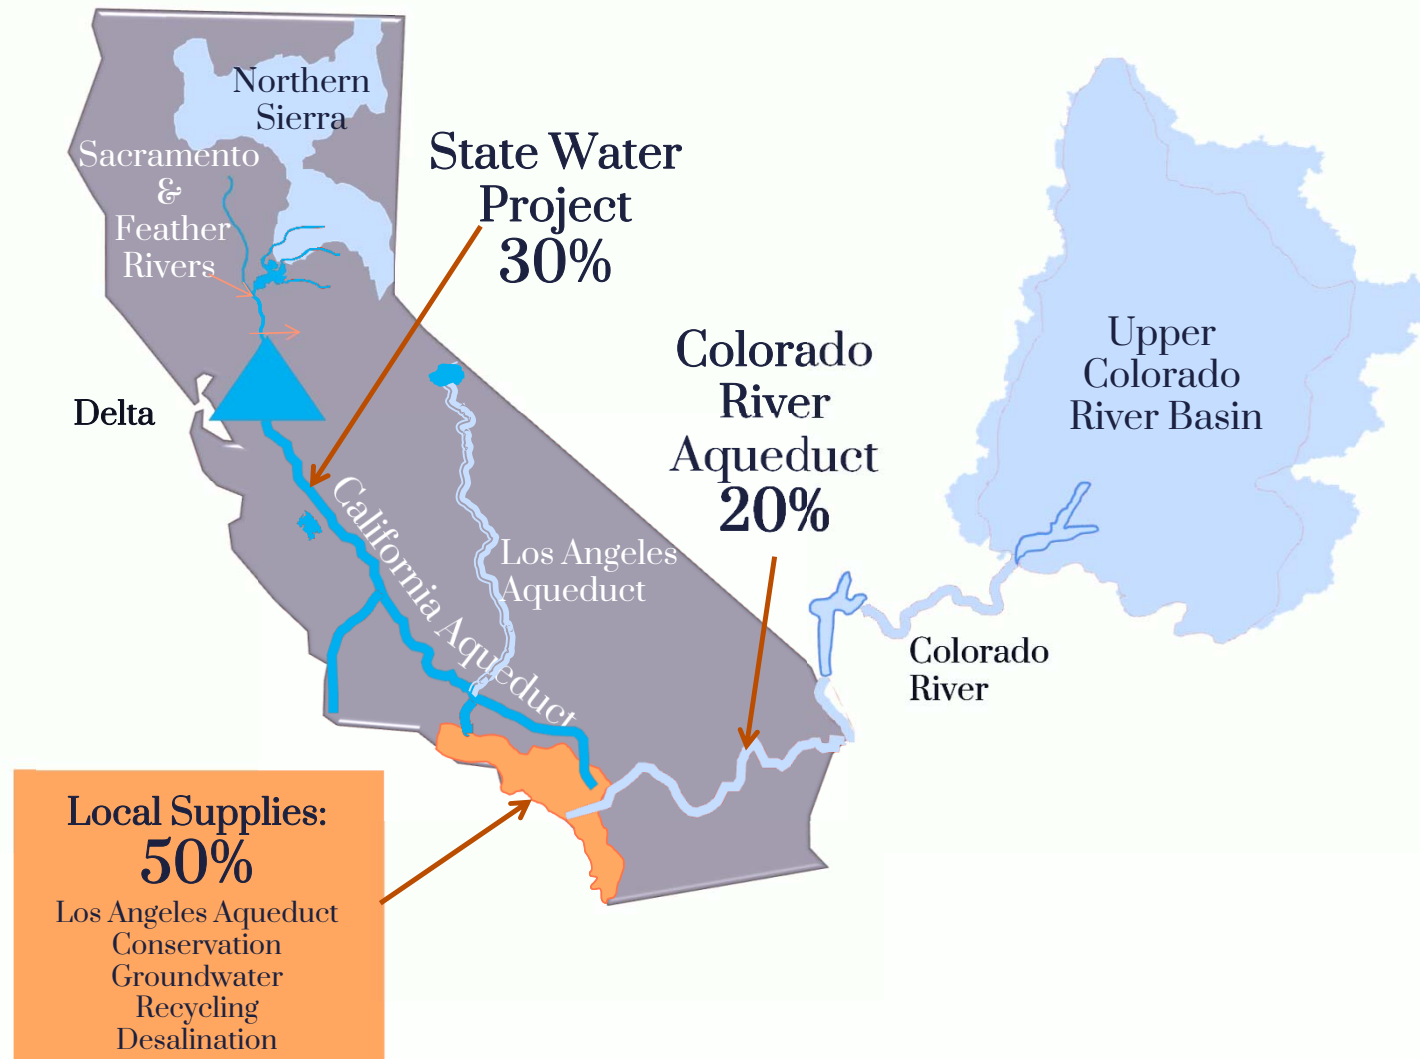 Northern
Sierra
Sacramento
&
Feather
Rivers
State Water
Project
30%
Delta
Colorado
River
Aqueduct
20%
Upper
Colorado
River Basin
California Aqueduct
Los Angeles
Aqueduct
Colorado
River
Local Supplies:
50%
Los Angeles Aqueduct
Conservation
Groundwater
Recycling
Desalination